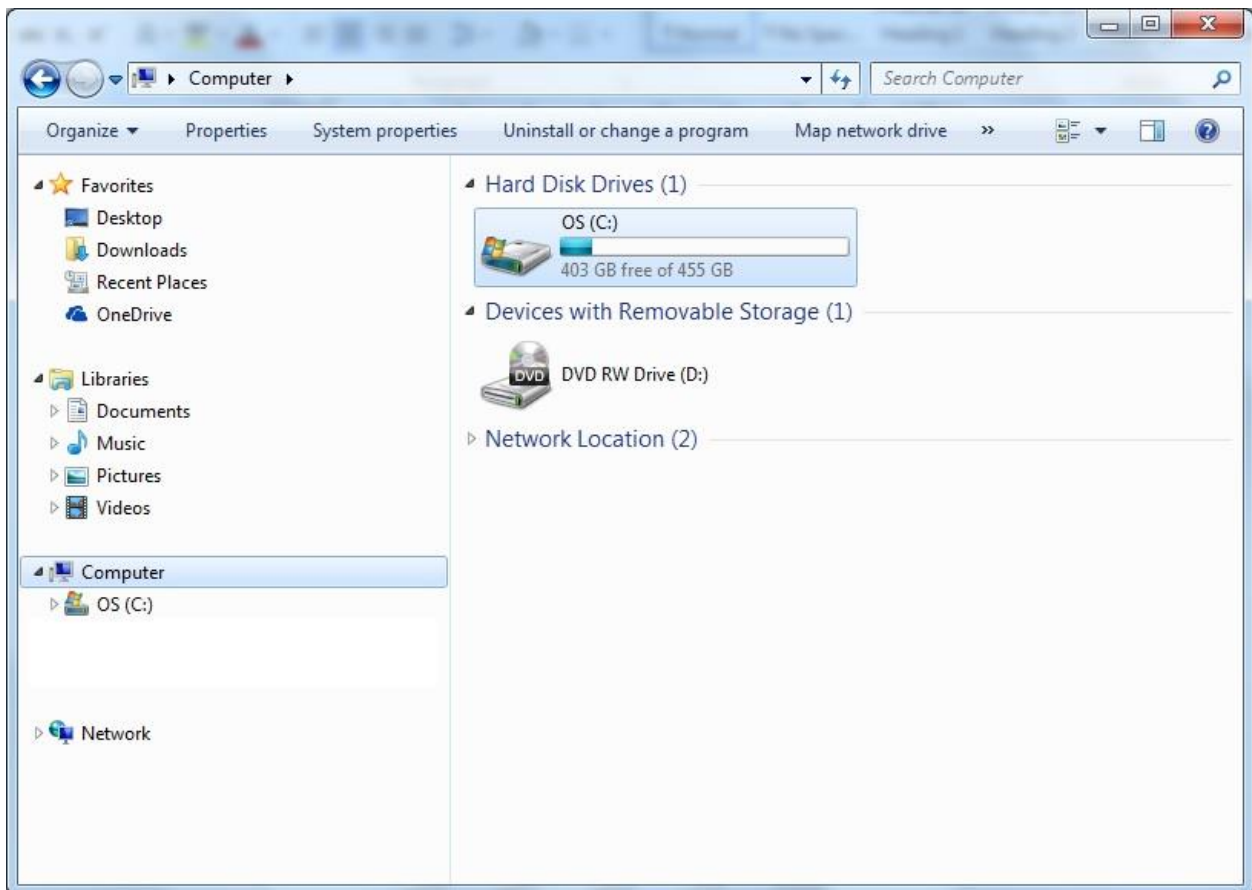 Computer
Search Computer
Organize Properties System properties Uninstall or change a program Map network drive »
Favorites
Desktop
Downloads
Recent Places
OneDrive
Libraries
Documents
Music
Pictures
Videos
Computer
OS (C:)
Network
Hard Disk Drives (1)
OS (C:)
403 GB free of 455 GB
Devices with Removable Storage (1)
DVD
DVD RW Drive (D:)
Network Location (2)